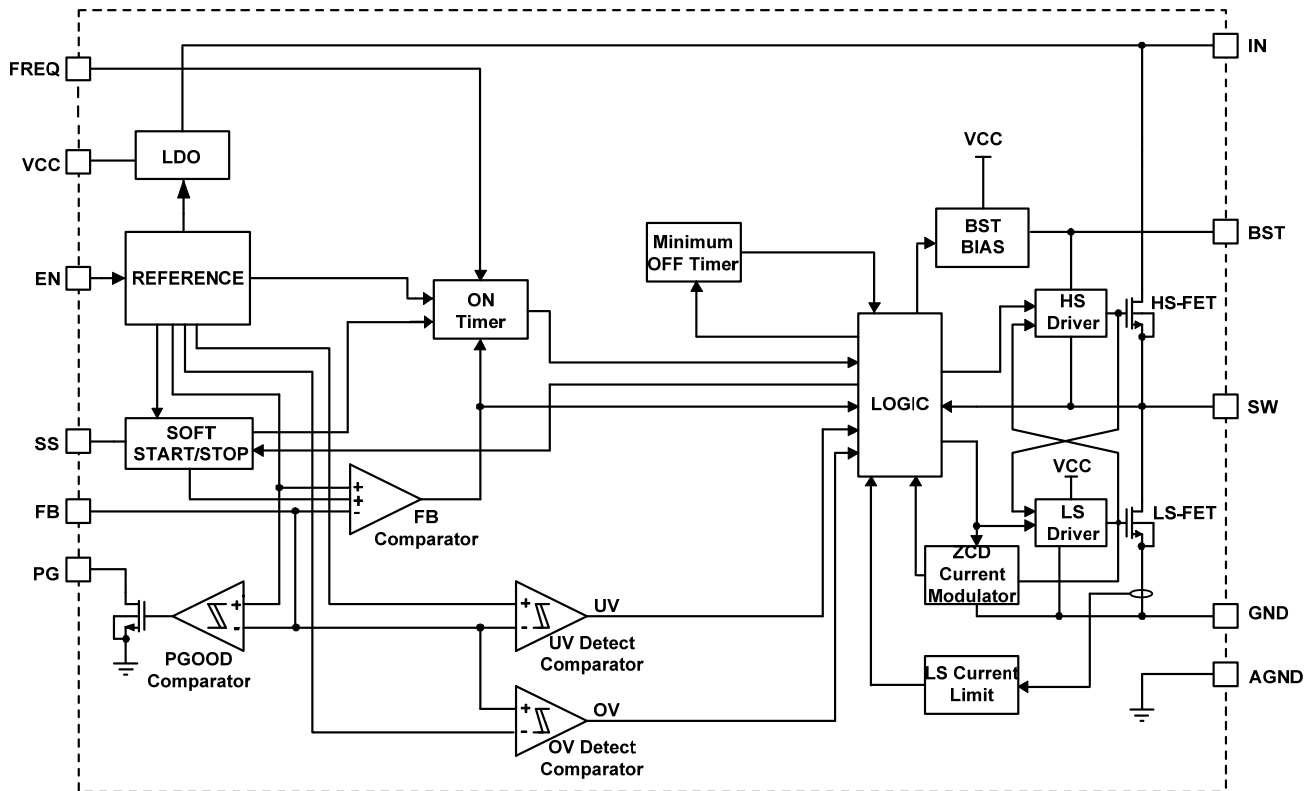 IN
FREQ
LDO
VCC
VCC
BST
BIAS
BST
Minimum
OFF Timer
EN
REFERENCE
ON
Timer
HS
Driver
HS-FET
LOGIC
SW
SS
SOFT
START/STOP
VCC
FB
FB
Comparator
LS
Driver
LS-FET
PG
ZCD
Current
Modulator
+
+
-
+
-
PGOOD
Comparator
+
-
UV
UV Detect
Comparator
GND
LS Current
Limit
AGND
+
-
OV
OV Detect
Comparator